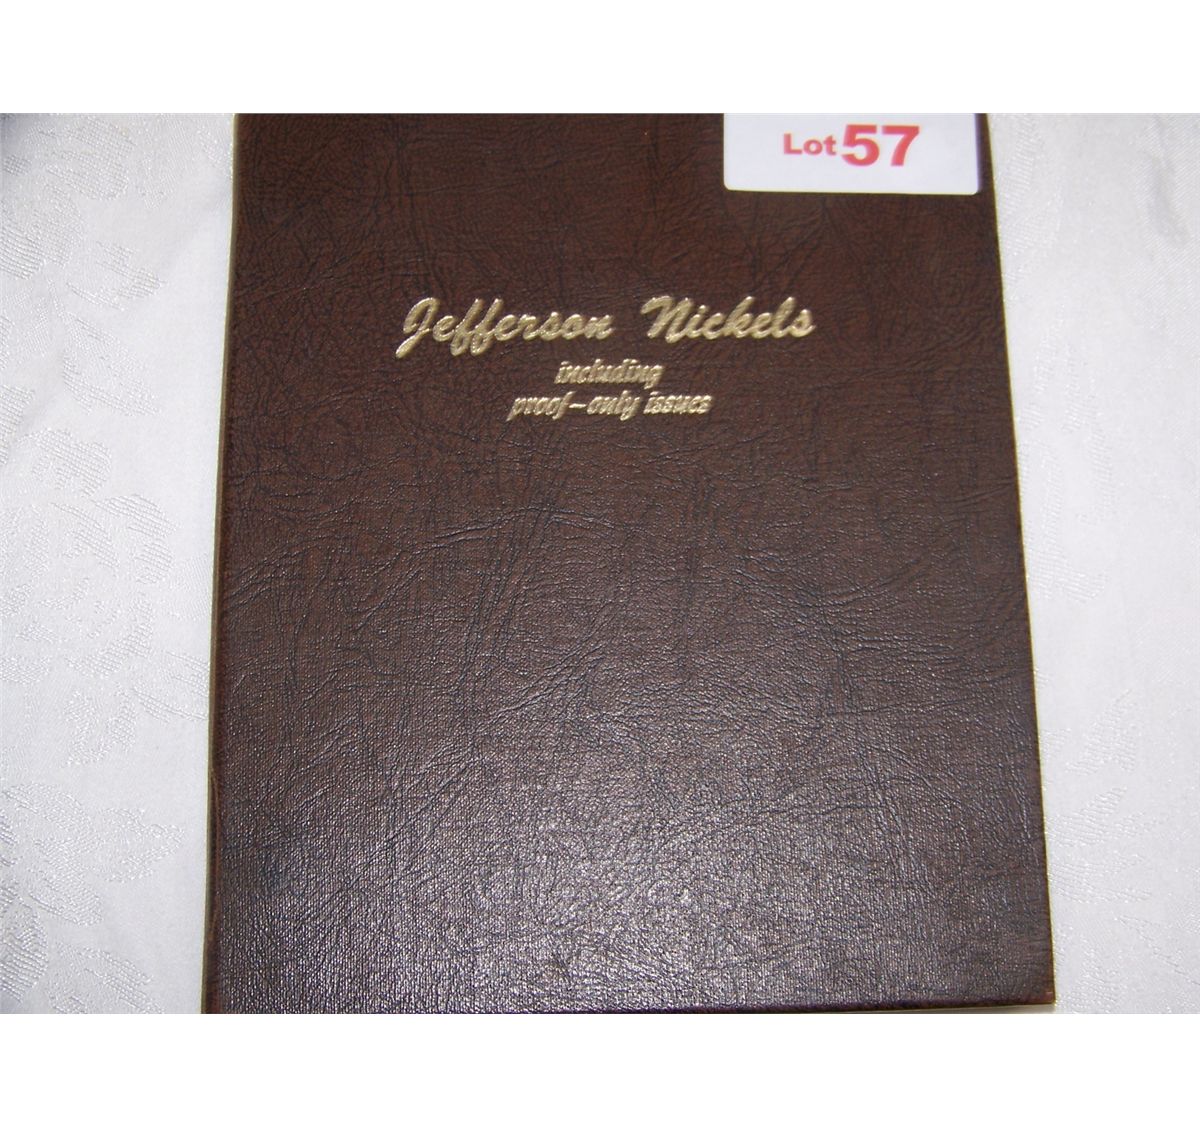 Lot 57
Jefferson Nickels
including
proof-only issues